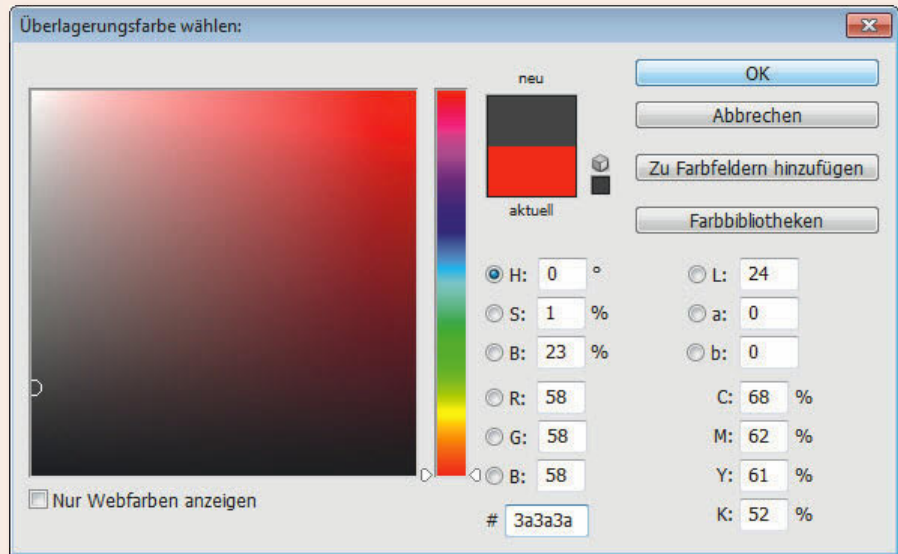 Überlagerungsfarbe wählen:
neu
aktuell
OK
Abbrechen
Zu Farbfeldern hinzufügen
Farbbibliotheken
H: 0 °
S: 1 %
B: 23 %
R: 58
G: 58
B: 58
# 3a3a3a
L: 24
a: 0
b: 0
C: 68 %
M: 62 %
Y: 61 %
K: 52 %
Nur Webfarben anzeigen